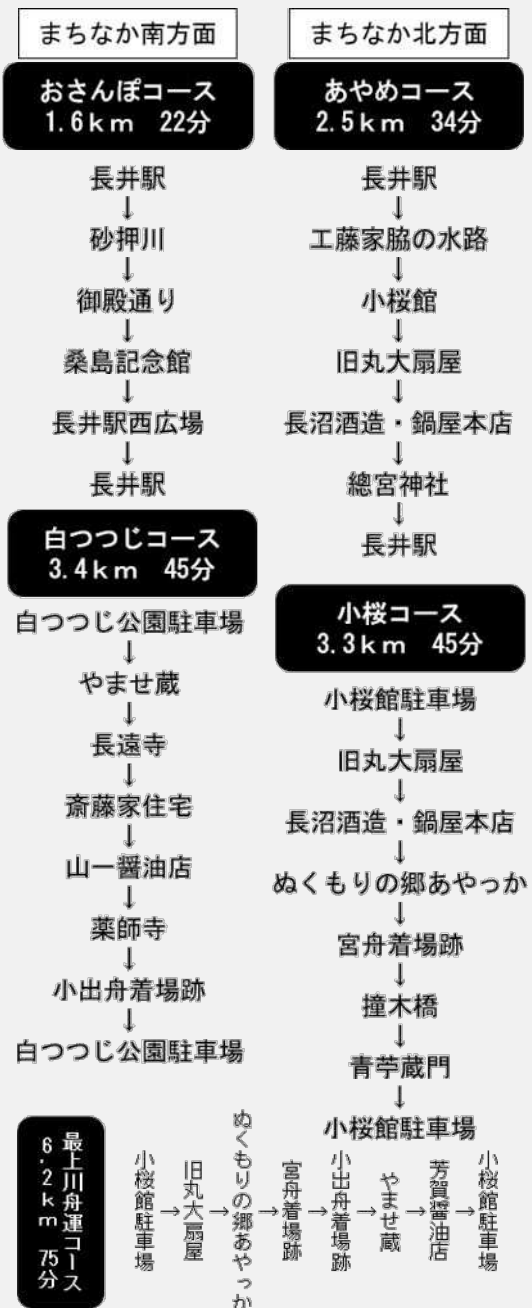 まちなか南方面
おさんぽコース
1.6km 22分
長井駅
↓
砂押川
↓
御殿通り
↓
桑島記念館
↓
長井駅西広場
↓
長井駅
白つつじコース
3.4km 45分
白つつじ公園駐車場
↓
やませ蔵
↓
長遠寺
↓
斎藤家住宅
↓
山一醤油店
↓
薬師寺
↓
小出舟着場跡
↓
白つつじ公園駐車場
まちなか北方面
あやめコース
2.5km 34分
長井駅
↓
工藤家脇の水路
↓
小桜館
↓
旧丸大扇屋
↓
長沼酒造・鍋屋本店
↓
總宮神社
↓
長井駅
小桜コース
3.3km 45分
小桜館駐車場
↓
旧丸大扇屋
↓
長沼酒造・鍋屋本店
↓
ぬくもりの郷あやっか
↓
宮舟着場跡
↓
撞木橋
↓
青苧蔵門
↓
小桜館駐車場
最上川舟運コース
6.2km 75分
小桜館駐車場
→
旧丸大扇屋
→
ぬくもりの郷あやっか
→
宮舟着場跡
→
小出舟着場跡
→
やませ蔵
→
芳賀醤油店
→
小桜館駐車場